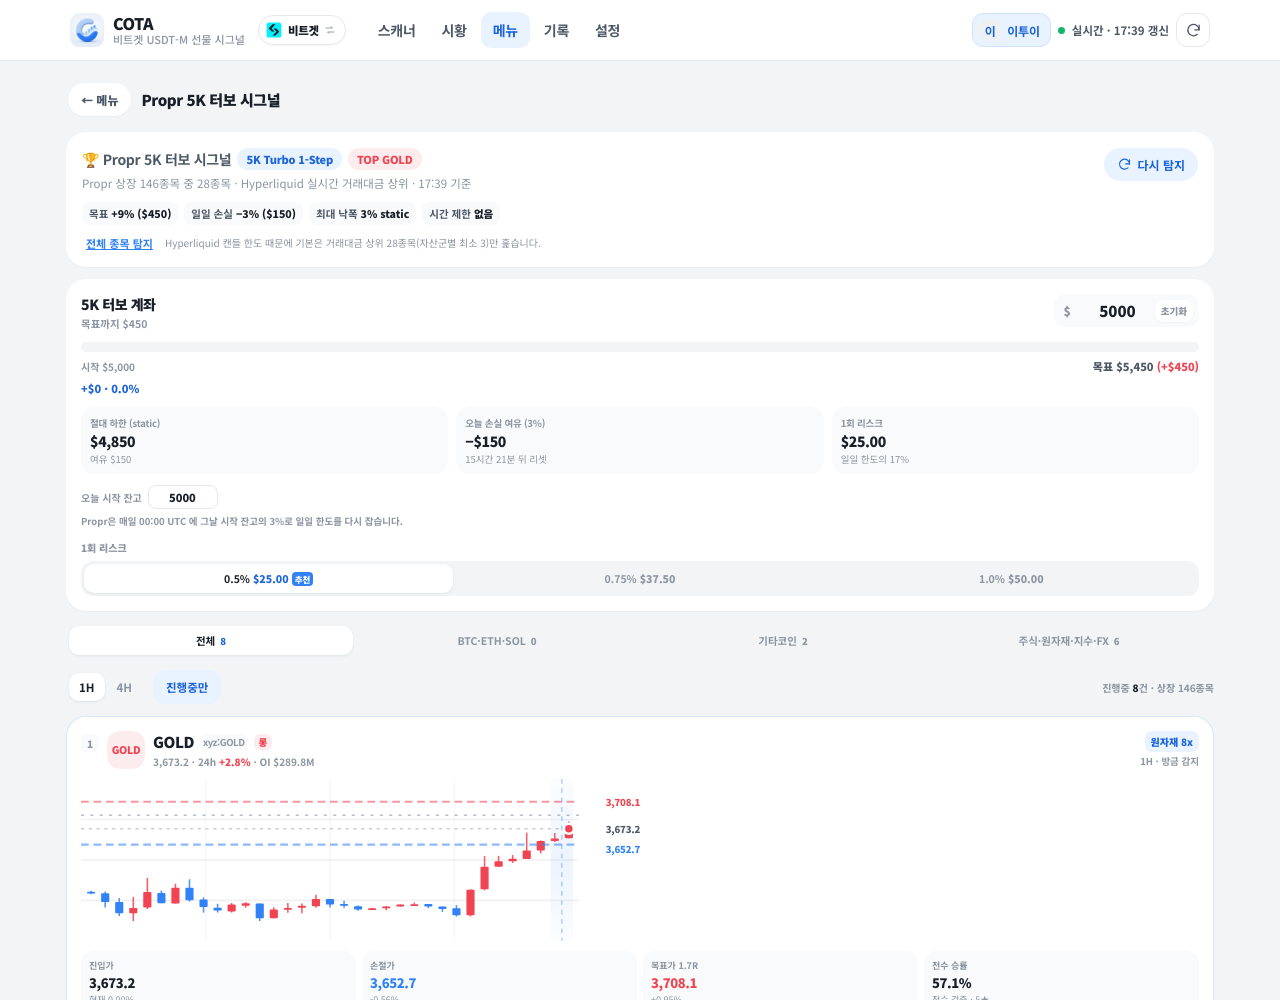 COTA
비트겟 USDT-M 선물 시그널
비트겟
스캐너
시황
메뉴
기록
설정
이 이투이
실시간 · 17:39 갱신
← 메뉴
Propr 5K 터보 시그널
🏆 Propr 5K 터보 시그널 5K Turbo 1-Step TOP GOLD
다시 탐지
Propr 상장 146종목 중 28종목 · Hyperliquid 실시간 거래대금 상위 · 17:39 기준
목표 +9% ($450) 일일 손실 −3% ($150) 최대 낙폭 3% static 시간 제한 없음
전체 종목 탐지 Hyperliquid 캔들 한도 때문에 기본은 거래대금 상위 28종목(자산군별 최소 3)만 훑습니다.
5K 터보 계좌
목표까지 $450
$ 5000 초기화
시작 $5,000
목표 $5,450 (+$450)
+$0 · 0.0%
절대 하한 (static)
$4,850
여유 $150
오늘 손실 여유 (3%)
−$150
15시간 21분 뒤 리셋
1회 리스크
$25.00
일일 한도의 17%
오늘 시작 잔고 5000
Propr은 매일 00:00 UTC 에 그날 시작 잔고의 3%로 일일 한도를 다시 잡습니다.
1회 리스크
0.5% $25.00 추천
0.75% $37.50
1.0% $50.00
전체 8
BTC·ETH·SOL 0
기타코인 2
주식·원자재·지수·FX 6
1H 4H 진행중만
진행중 8건 · 상장 146종목
1 GOLD GOLD xyz:GOLD 롱
원자재 8x
3,673.2 · 24h +2.8% · OI $289.8M
1H · 방금 감지
3,708.1
3,673.2
3,652.7
진입가
3,673.2
손절가
3,652.7
목표가 1.7R
3,708.1
전수 승률
57.1%